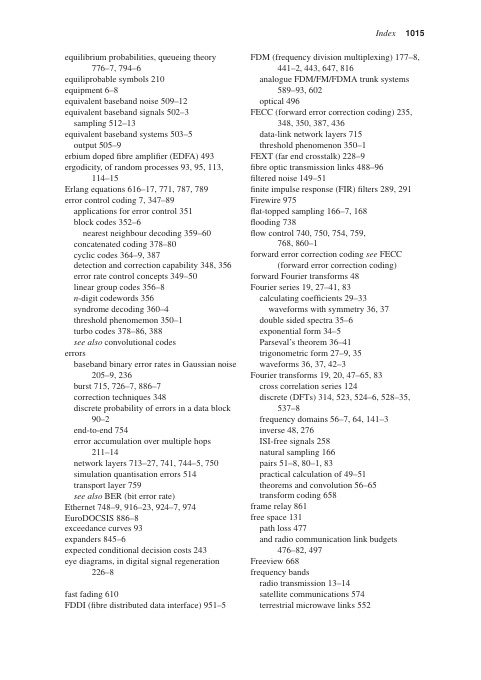 Index 1015
equilibrium probabilities, queueing theory
776–7, 794–6
equiliprobable symbols 210
equipment 6–8
equivalent baseband noise 509–12
equivalent baseband signals 502–3
sampling 512–13
equivalent baseband systems 503–5
output 505–9
erbium doped fibre amplifier (EDFA) 493
ergodicity, of random processes 93, 95, 113,
114–15
Erlang equations 616–17, 771, 787, 789
error control coding 7, 347–89
applications for error control 351
block codes 352–6
nearest neighbour decoding 359–60
concatenated coding 378–80
cyclic codes 364–9, 387
detection and correction capability 348, 356
error rate control concepts 349–50
linear group codes 356–8
n-digit codewords 356
syndrome decoding 360–4
threshold phenomenon 350–1
turbo codes 378–86, 388
see also convolutional codes
errors
baseband binary error rates in Gaussian noise
205–9, 236
burst 715, 726–7, 886–7
correction techniques 348
discrete probability of errors in a data block
90–2
end-to-end 754
error accumulation over multiple hops
211–14
network layers 713–27, 741, 744–5, 750
simulation quantisation errors 514
transport layer 759
see also BER (bit error rate)
Ethernet 748–9, 916–23, 924–7, 974
EuroDOCSIS 886–8
exceedance curves 93
expanders 845–6
expected conditional decision costs 243
eye diagrams, in digital signal regeneration
226–8
fast fading 610
FDDI (fibre distributed data interface) 951–5
FDM (frequency division multiplexing) 177–8,
441–2, 443, 647, 816
analogue FDM/FM/FDMA trunk systems
589–93, 602
optical 496
FECC (forward error correction coding) 235,
348, 350, 387, 436
data-link network layers 715
threshold phenomenon 350–1
FEXT (far end crosstalk) 228–9
fibre optic transmission links 488–96
filtered noise 149–51
finite impulse response (FIR) filters 289, 291
Firewire 975
flat-topped sampling 166–7, 168
flooding 738
flow control 740, 750, 754, 759,
768, 860–1
forward error correction coding see FECC
(forward error correction coding)
forward Fourier transforms 48
Fourier series 19, 27–41, 83
calculating coefficients 29–33
waveforms with symmetry 36, 37
double sided spectra 35–6
exponential form 34–5
Parseval's theorem 36–41
trigonometric form 27–9, 35
waveforms 36, 37, 42–3
Fourier transforms 19, 20, 47–65, 83
cross correlation series 124
discrete (DFTs) 314, 523, 524–6, 528–35,
537–8
frequency domains 56–7, 64, 141–3
inverse 48, 276
ISI-free signals 258
natural sampling 166
pairs 51–8, 80–1, 83
practical calculation of 49–51
theorems and convolution 56–65
transform coding 658
frame relay 861
free space 131
path loss 477
and radio communication link budgets
476–82, 497
Freeview 668
frequency bands
radio transmission 13–14
satellite communications 574
terrestrial microwave links 552